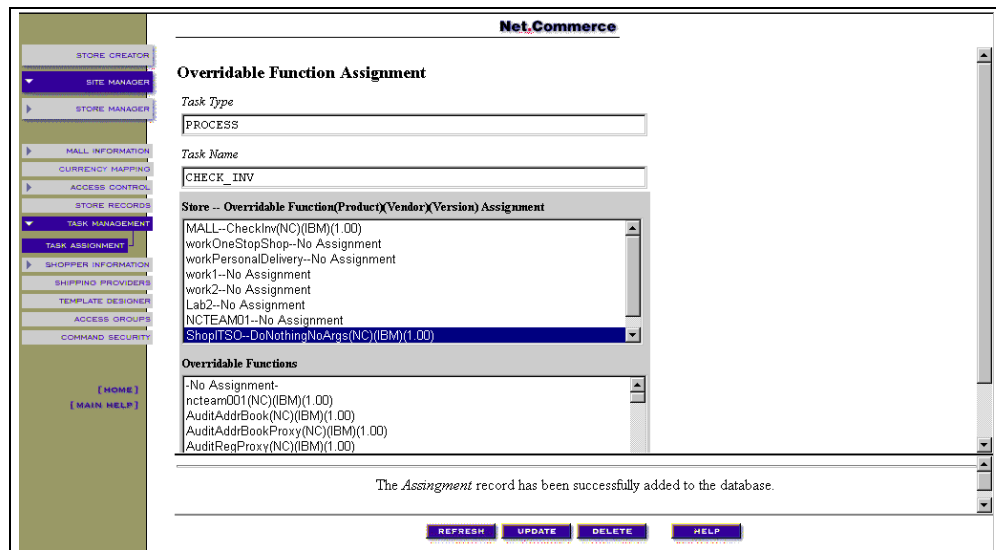 Net.Commerce
STORE CREATOR
SITE MANAGER
STORE MANAGER
MALL INFORMATION
CURRENCY MAPPING
ACCESS CONTROL
STORE RECORDS
TASK MANAGEMENT
TASK ASSIGNMENT
SHOPPER INFORMATION
SHIPPING PROVIDERS
TEMPLATE DESIGNER
ACCESS GROUPS
COMMAND SECURITY
[HOME]
[MAIN HELP]
Overridable Function Assignment
Task Type
PROCESS
Task Name
CHECK_INV
Store -- Overridable Function(Product)(Vendor)(Version) Assignment
MALL--CheckInv(NC)(IBM)(1.00)
workOneStopShop--No Assignment
workPersonalDelivery--No Assignment
work1--No Assignment
work2--No Assignment
Lab2--No Assignment
NCTEAM01--No Assignment
ShopITSO--DoNothingNoArgs(NC)(IBM)(1.00)
Overridable Functions
-No Assignment-
ncteam001(NC)(IBM)(1.00)
AuditAddrBook(NC)(IBM)(1.00)
AuditAddrBookProxy(NC)(IBM)(1.00)
AuditRegProxy(NC)(IBM)(1.00)
The Assingment record has been successfully added to the database.
REFRESH UPDATE DELETE HELP